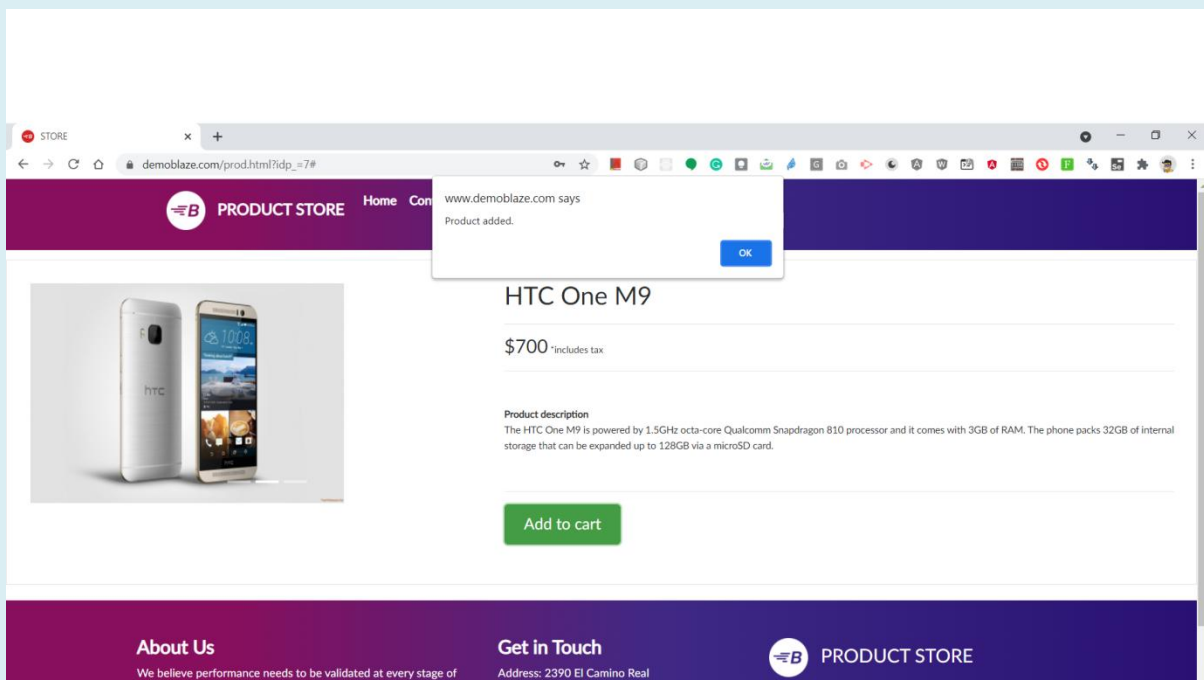 STORE
demoblaze.com/prod.html?idp_=7#
PRODUCT STORE
Home Con
www.demoblaze.com says
Product added.
OK
HTC One M9
$700 *includes tax
10:08
hTC
Product description
The HTC One M9 is powered by 1.5GHz octa-core Qualcomm Snapdragon 810 processor and it comes with 3GB of RAM. The phone packs 32GB of internal
storage that can be expanded up to 128GB via a microSD card.
Add to cart
About Us
We believe performance needs to be validated at every stage of
Get in Touch
Address: 2390 El Camino Real
B PRODUCT STORE